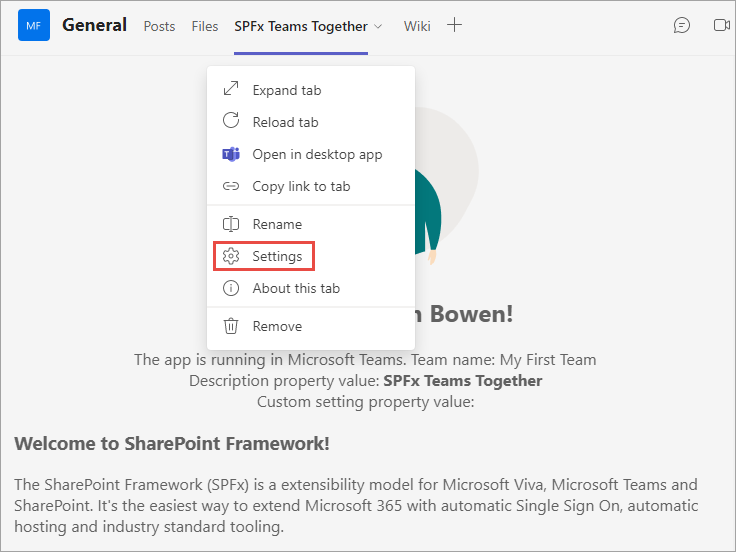 MF General Posts Files SPFx Teams Together Wiki
Expand tab
Reload tab
Open in desktop app
Copy link to tab
Rename
Settings
About this tab
Remove
Bowen!
The app is running in Microsoft Teams. Team name: My First Team
Description property value: SPFx Teams Together
Custom setting property value:
Welcome to SharePoint Framework!
The SharePoint Framework (SPFx) is a extensibility model for Microsoft Viva, Microsoft Teams and
SharePoint. It's the easiest way to extend Microsoft 365 with automatic Single Sign On, automatic
hosting and industry standard tooling.